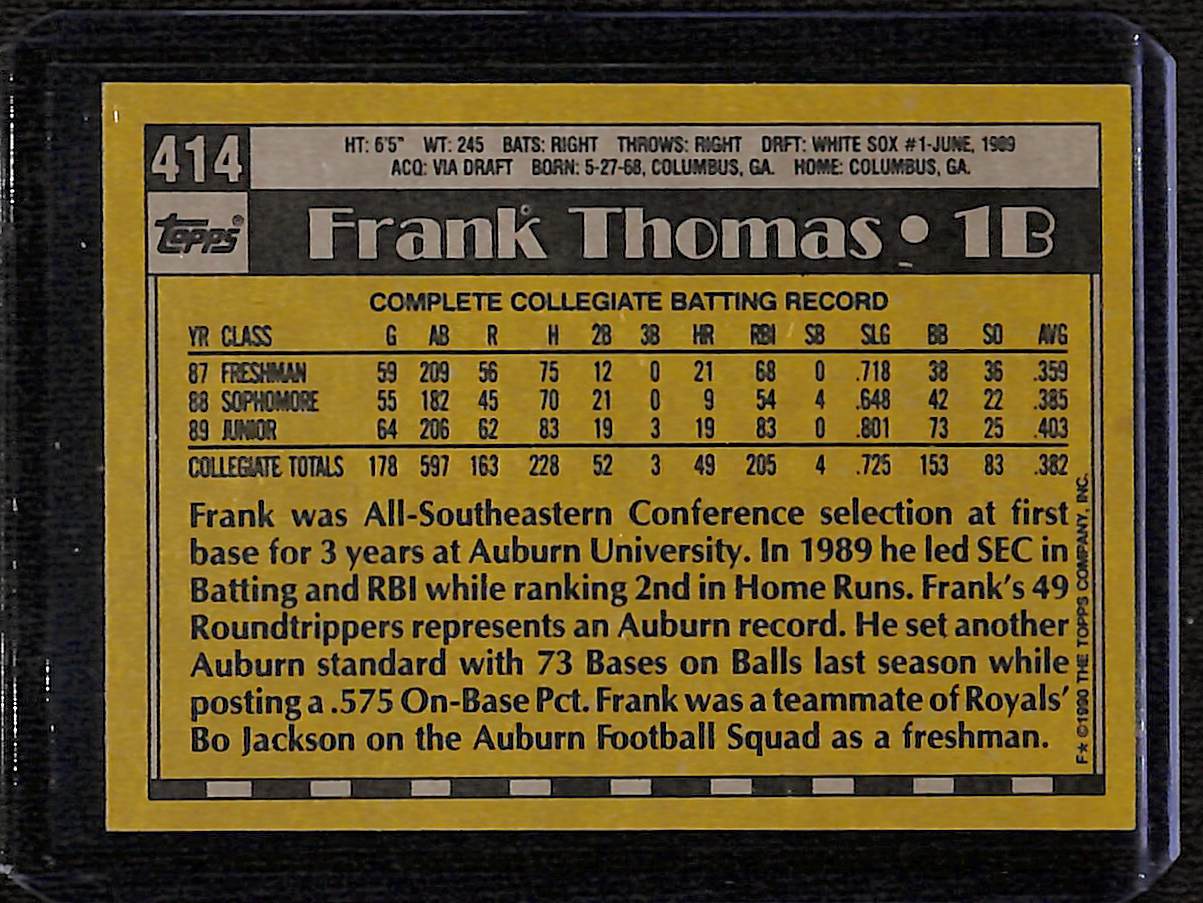 414
HT: 6'5" WT: 245 BATS: RIGHT THROWS: RIGHT DRFT: WHITE SOX #1-JUNE, 1989
ACQ: VIA DRAFT BORN: 5-27-68, COLUMBUS, GA. HOME: COLUMBUS, GA.
Topps®
Frank Thomas • 1B
COMPLETE COLLEGIATE BATTING RECORD
YR CLASS G AB R H 2B 3B HR RBI SB SLG BB SO AVG
87 FRESHMAN 59 209 56 75 12 0 21 68 0 .718 38 36 .359
88 SOPHOMORE 55 182 45 70 21 0 9 54 4 .648 42 22 .385
89 JUNIOR 64 206 62 83 19 3 19 83 0 .801 73 25 .403
COLLEGIATE TOTALS 178 597 163 228 52 3 49 205 4 .725 153 83 .382
Frank was All-Southeastern Conference selection at first
base for 3 years at Auburn University. In 1989 he led SEC in
Batting and RBI while ranking 2nd in Home Runs. Frank's 49
Roundtrippers represents an Auburn record. He set another
Auburn standard with 73 Bases on Balls last season while
posting a .575 On-Base Pct. Frank was a teammate of Royals'
Bo Jackson on the Auburn Football Squad as a freshman.
F* ©1990 THE TOPPS COMPANY, INC.